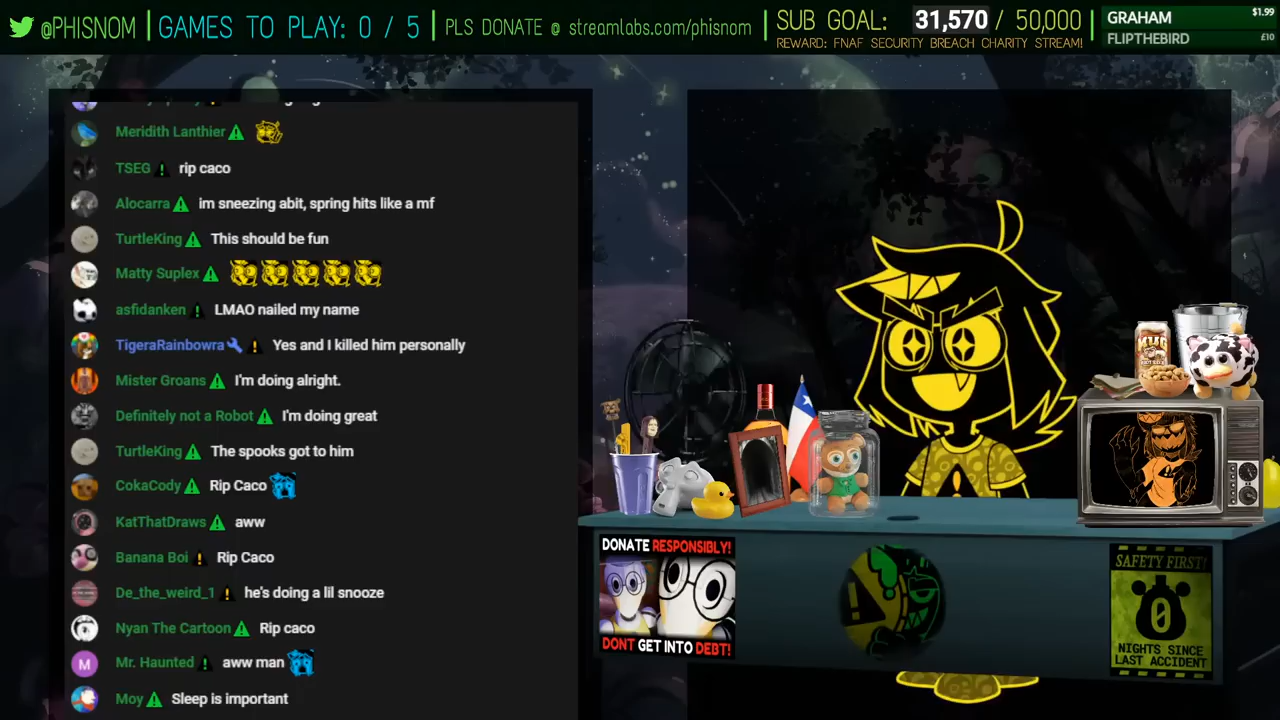 @PHISNOM
GAMES TO PLAY: 0 / 5
PLS DONATE @ streamlabs.com/phisnom
SUB GOAL: 31,570 / 50,000
REWARD: FNAF SECURITY BREACH CHARITY STREAM!
GRAHAM $1.99
FLIPTHEBIRD £10
Meridith Lanthier
TSEG rip caco
Alocarra im sneezing abit, spring hits like a mf
TurtleKing This should be fun
Matty Suplex
asfidanken LMAO nailed my name
TigeraRainbowra Yes and I killed him personally
Mister Groans I'm doing alright.
Definitely not a Robot I'm doing great
TurtleKing The spooks got to him
CokaCody Rip Caco
KatThatDraws aww
Banana Boi Rip Caco
De_the_weird_1 he's doing a lil snooze
Nyan The Cartoon Rip caco
M Mr. Haunted aww man
Moy Sleep is important
MUG
DONATE RESPONSIBLY!
DONT GET INTO DEBT!
SAFETY FIRST!
0
NIGHTS SINCE
LAST ACCIDENT